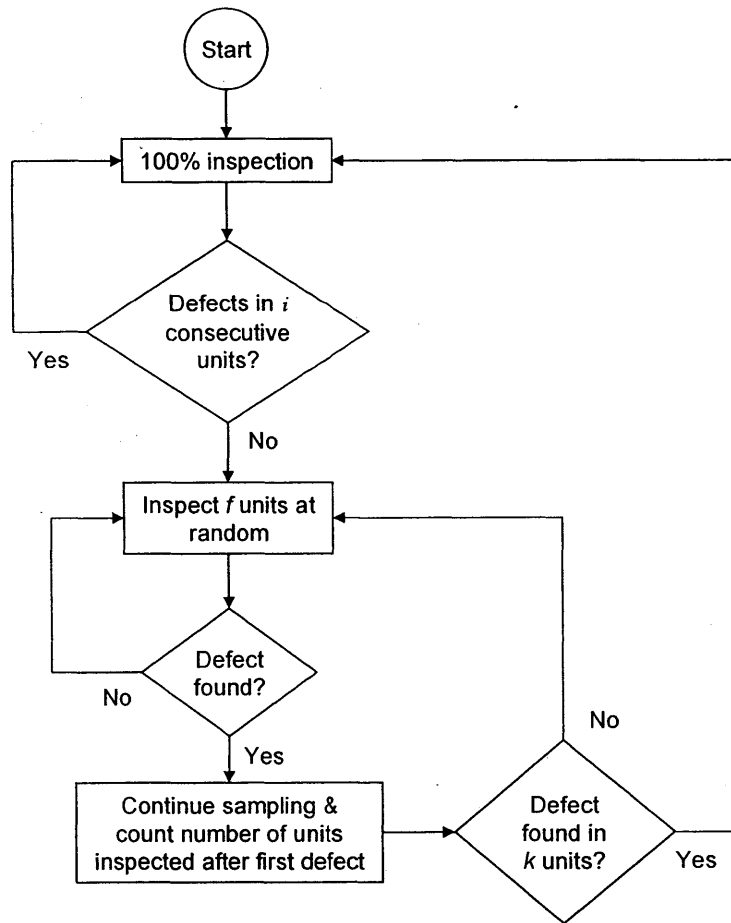 Start
100% inspection
Defects in i
consecutive
units?
Yes
No
Inspect f units at
random
Defect
found?
No
Yes
Continue sampling &
count number of units
inspected after first defect
No
Defect
found in
k units?
Yes